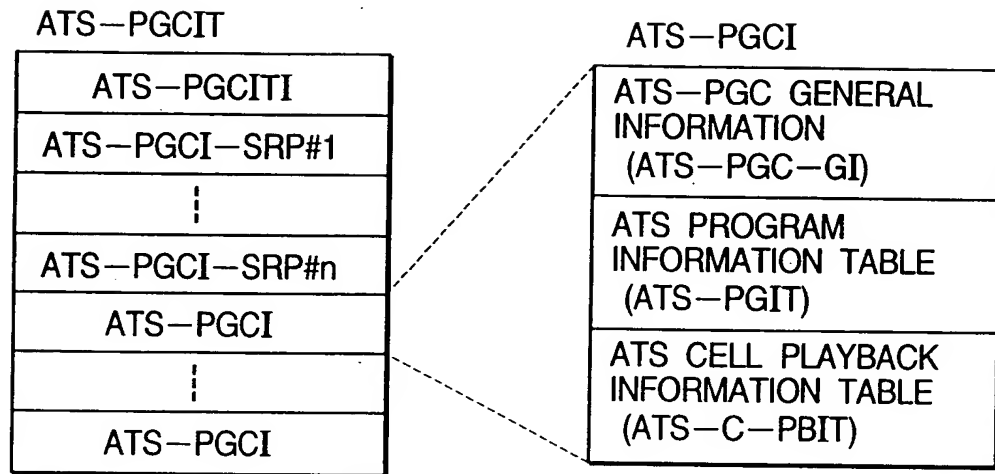 ATS-PGCIT
ATS-PGCITI
ATS-PGCI-SRP#1
ATS-PGCI-SRP#n
ATS-PGCI
ATS-PGCI
ATS-PGCI
ATS-PGC GENERAL
INFORMATION
(ATS-PGC-GI)
ATS PROGRAM
INFORMATION TABLE
(ATS-PGIT)
ATS CELL PLAYBACK
INFORMATION TABLE
(ATS-C-PBIT)